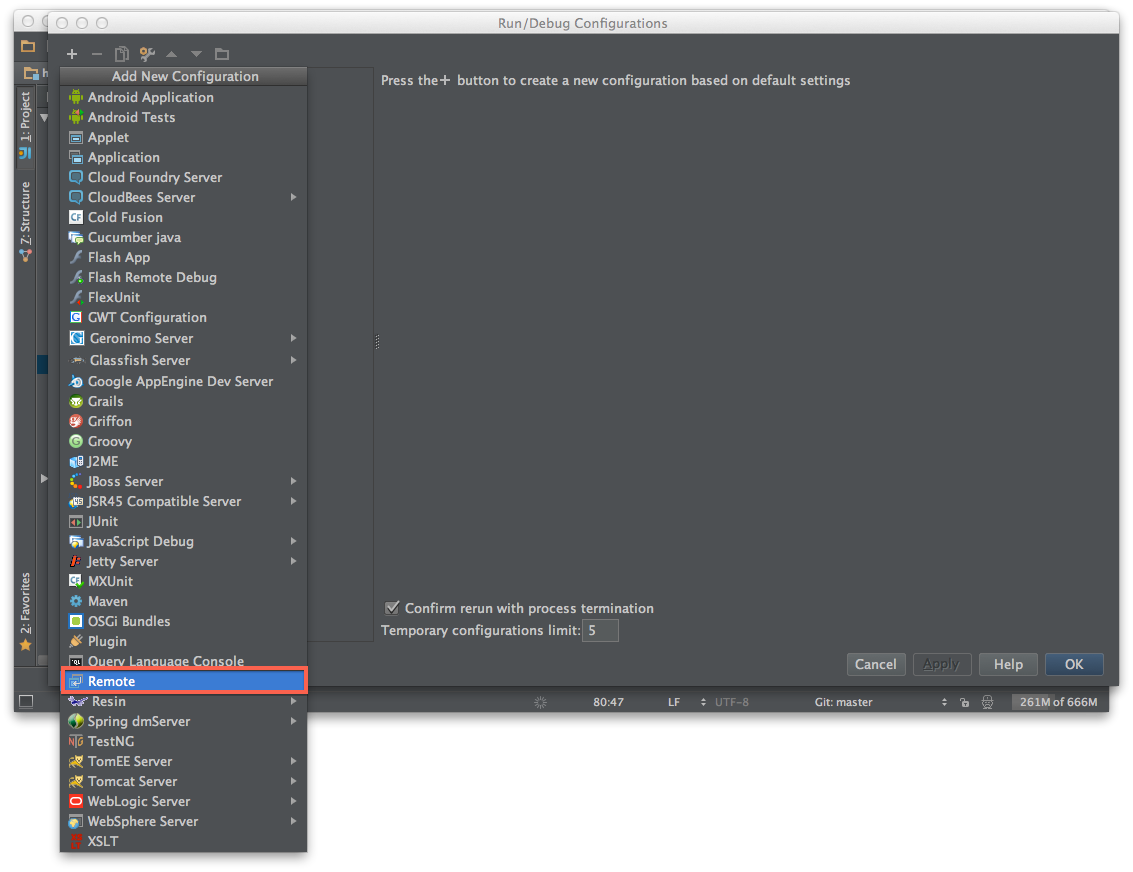 Run/Debug Configurations
Add New Configuration
Press the + button to create a new configuration based on default settings
Android Application
Android Tests
Applet
Application
Cloud Foundry Server
CloudBees Server
Cold Fusion
Cucumber java
Flash App
Flash Remote Debug
FlexUnit
GWT Configuration
Geronimo Server
Glassfish Server
Google AppEngine Dev Server
Grails
Griffon
Groovy
J2ME
JBoss Server
JSR45 Compatible Server
JUnit
JavaScript Debug
Jetty Server
MXUnit
Maven
OSGi Bundles
Plugin
Query Language Console
Remote
Resin
Spring dmServer
TestNG
TomEE Server
Tomcat Server
WebLogic Server
WebSphere Server
XSLT
1: Project
Z: Structure
2: Favorites
Confirm rerun with process termination
Temporary configurations limit: 5
Cancel Apply Help OK
80:47 LF UTF-8 Git: master 261M of 666M